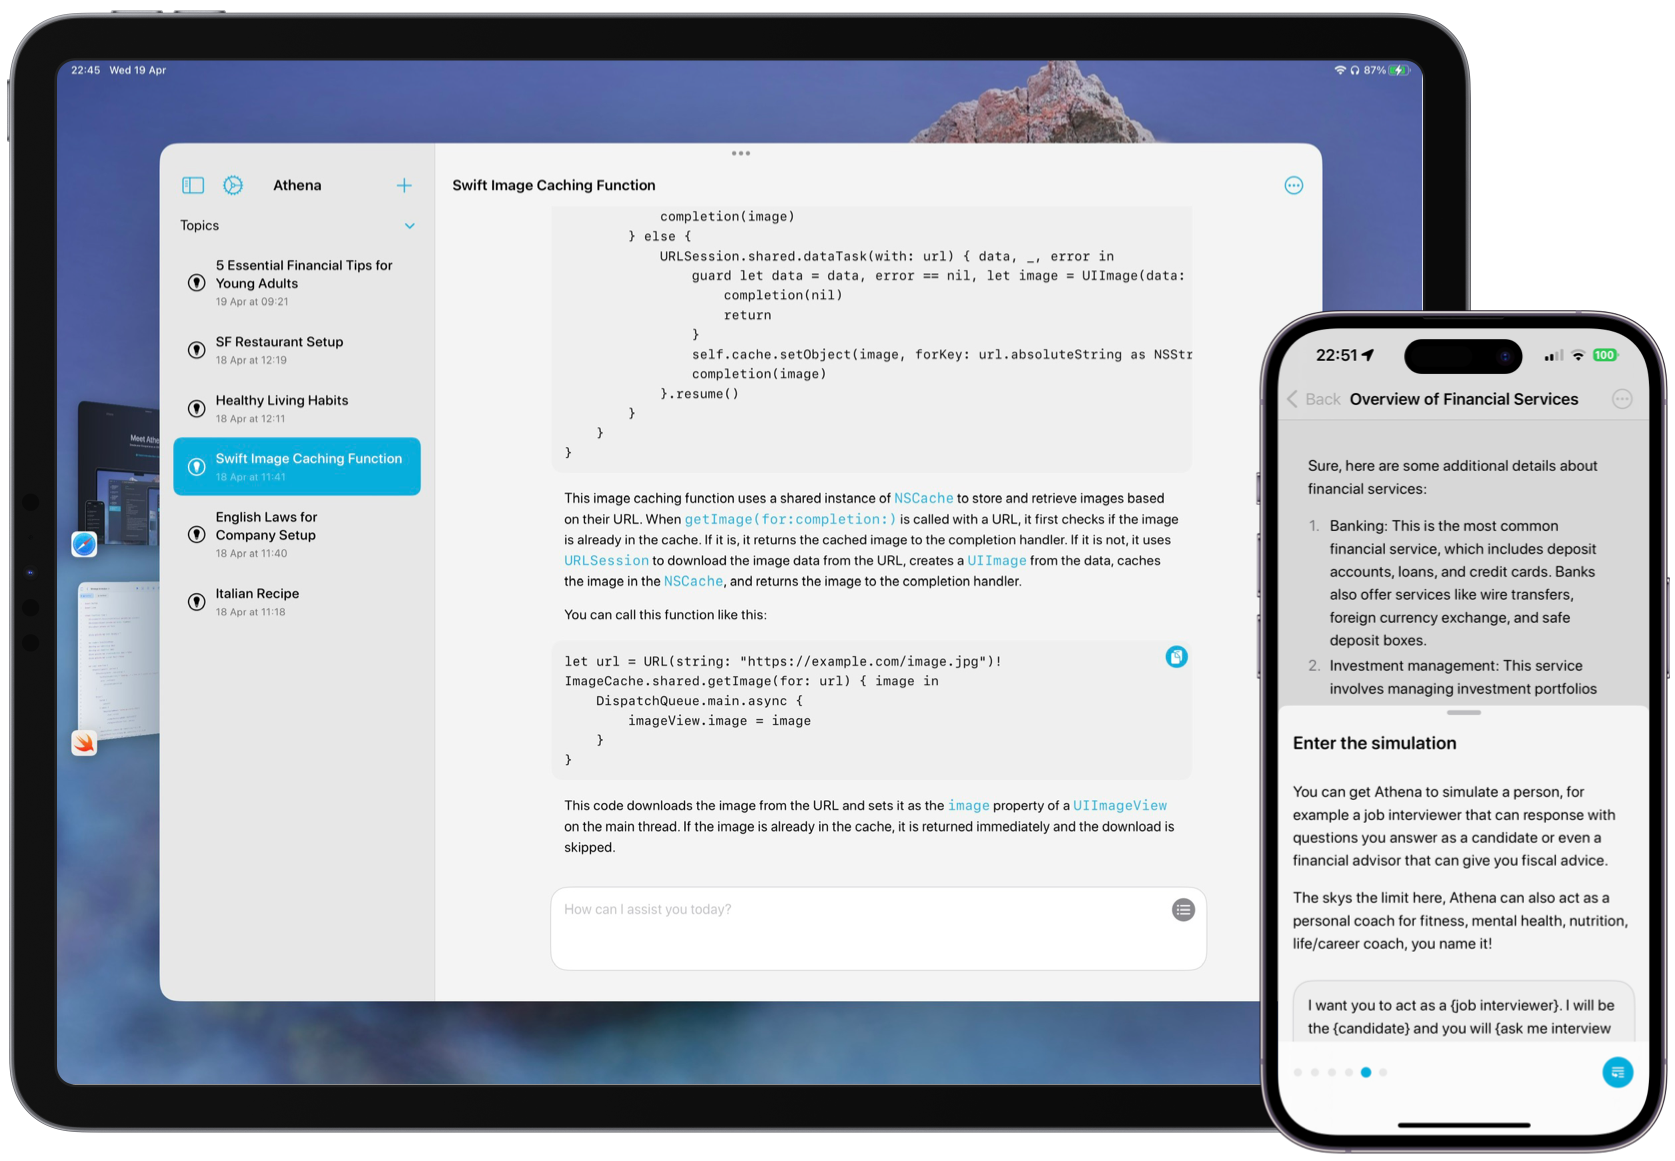 22:45 Wed 19 Apr
87%
Athena
Topics
5 Essential Financial Tips for
Young Adults
19 Apr at 09:21
SF Restaurant Setup
18 Apr at 12:19
Healthy Living Habits
18 Apr at 12:11
Swift Image Caching Function
18 Apr at 11:41
English Laws for
Company Setup
18 Apr at 11:40
Italian Recipe
18 Apr at 11:18
Meet Athe
Swift Image Caching Function
completion(image)
} else {
URLSession.shared.dataTask(with: url) { data, _, error in
guard let data = data, error == nil, let image = UIImage(data:
completion(nil)
return
}
self.cache.setObject(image, forKey: url.absoluteString as NSStr
completion(image)
}.resume()
}
}
}
This image caching function uses a shared instance of NSCache to store and retrieve images based
on their URL. When getImage(for:completion:) is called with a URL, it first checks if the image
is already in the cache. If it is, it returns the cached image to the completion handler. If it is not, it uses
URLSession to download the image data from the URL, creates a UIImage from the data, caches
the image in the NSCache, and returns the image to the completion handler.
You can call this function like this:
let url = URL(string: "https://example.com/image.jpg")!
ImageCache.shared.getImage(for: url) { image in
DispatchQueue.main.async {
imageView.image = image
}
}
This code downloads the image from the URL and sets it as the image property of a UIImageView
on the main thread. If the image is already in the cache, it is returned immediately and the download is
skipped.
How can I assist you today?
22:51
100
Back Overview of Financial Services
Sure, here are some additional details about
financial services:
1. Banking: This is the most common
financial service, which includes deposit
accounts, loans, and credit cards. Banks
also offer services like wire transfers,
foreign currency exchange, and safe
deposit boxes.
2. Investment management: This service
involves managing investment portfolios
Enter the simulation
You can get Athena to simulate a person, for
example a job interviewer that can response with
questions you answer as a candidate or even a
financial advisor that can give you fiscal advice.
The skys the limit here, Athena can also act as a
personal coach for fitness, mental health, nutrition,
life/career coach, you name it!
I want you to act as a {job interviewer}. I will be
the {candidate} and you will {ask me interview